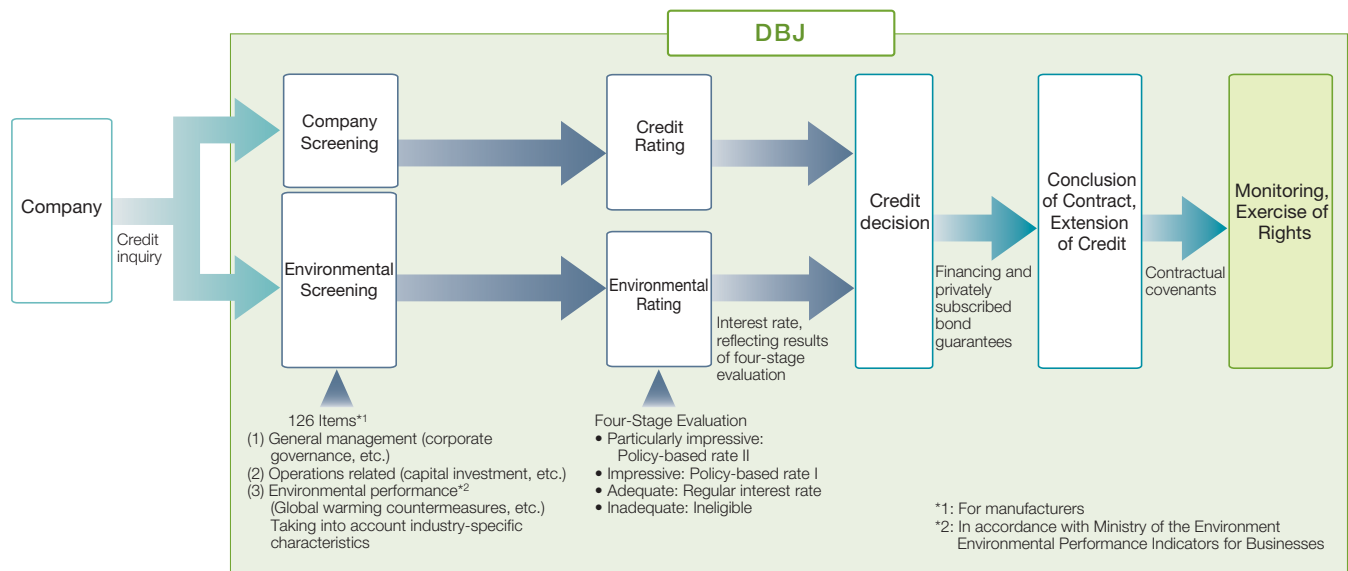 DBJ
Company
Credit
inquiry
Company
Screening
Environmental
Screening
Credit
Rating
Environmental
Rating
Interest rate,
reflecting results
of four-stage
evaluation
Credit
decision
Financing and
privately
subscribed
bond
guarantees
Conclusion
of Contract,
Extension
of Credit
Contractual
covenants
Monitoring,
Exercise of
Rights
126 Items*1
(1) General management (corporate
governance, etc.)
(2) Operations related (capital investment, etc.)
(3) Environmental performance*2
(Global warming countermeasures, etc.)
Taking into account industry-specific
characteristics
Four-Stage Evaluation
• Particularly impressive:
Policy-based rate II
• Impressive: Policy-based rate I
• Adequate: Regular interest rate
• Inadequate: Ineligible
*1: For manufacturers
*2: In accordance with Ministry of the Environment
Environmental Performance Indicators for Businesses